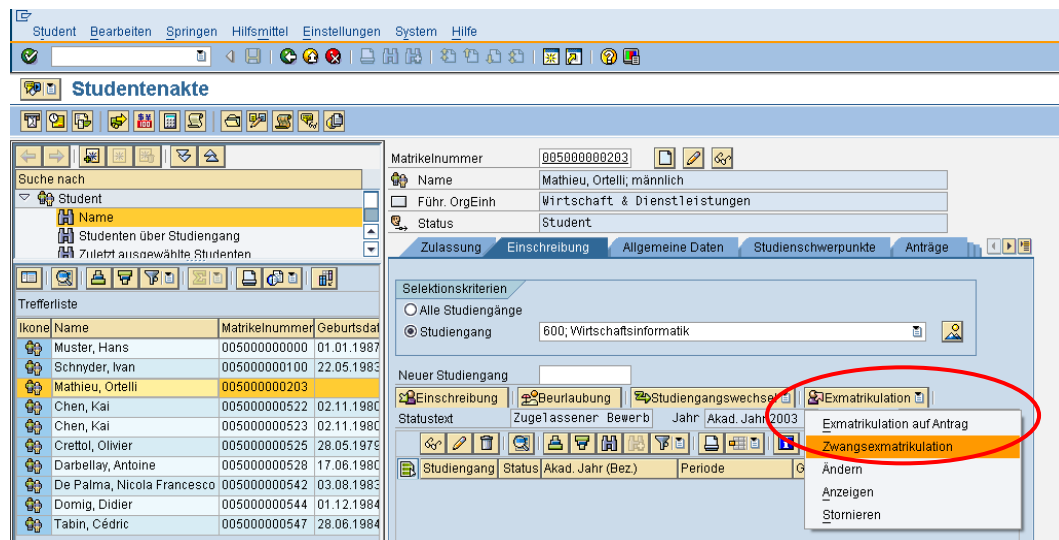 Student Bearbeiten Springen Hilfsmittel Einstellungen System Hilfe
Studentenakte
Suche nach
Student
Name
Studenten über Studiengang
Zuletzt ausgewählte Studenten
Trefferliste
Ikone Name Matrikelnummer Geburtsdat
Muster, Hans 005000000000 01.01.1987
Schnyder, Ivan 005000000100 22.05.1983
Mathieu, Ortelli 005000000203
Chen, Kai 005000000522 02.11.1980
Chen, Kai 005000000523 02.11.1980
Crettol, Olivier 005000000525 28.05.1979
Darbellay, Antoine 005000000528 17.06.1980
De Palma, Nicola Francesco 005000000542 03.08.1983
Domig, Didier 005000000544 01.12.1984
Tabin, Cédric 005000000547 28.06.1984
Matrikelnummer 005000000203
Name Mathieu, Ortelli; männlich
Führ. OrgEinh Wirtschaft & Dienstleistungen
Status Student
Zulassung Einschreibung Allgemeine Daten Studienschwerpunkte Anträge
Selektionskriterien
Alle Studiengänge
Studiengang 600; Wirtschaftsinformatik
Neuer Studiengang
Einschreibung Beurlaubung Studiengangswechsel Exmatrikulation
Statustext Zugelassener Bewerb Jahr Akad. Jahr 2003
Studiengang Status Akad. Jahr (Bez.) Periode G
Exmatrikulation auf Antrag
Zwangsexmatrikulation
Ändern
Anzeigen
Stornieren